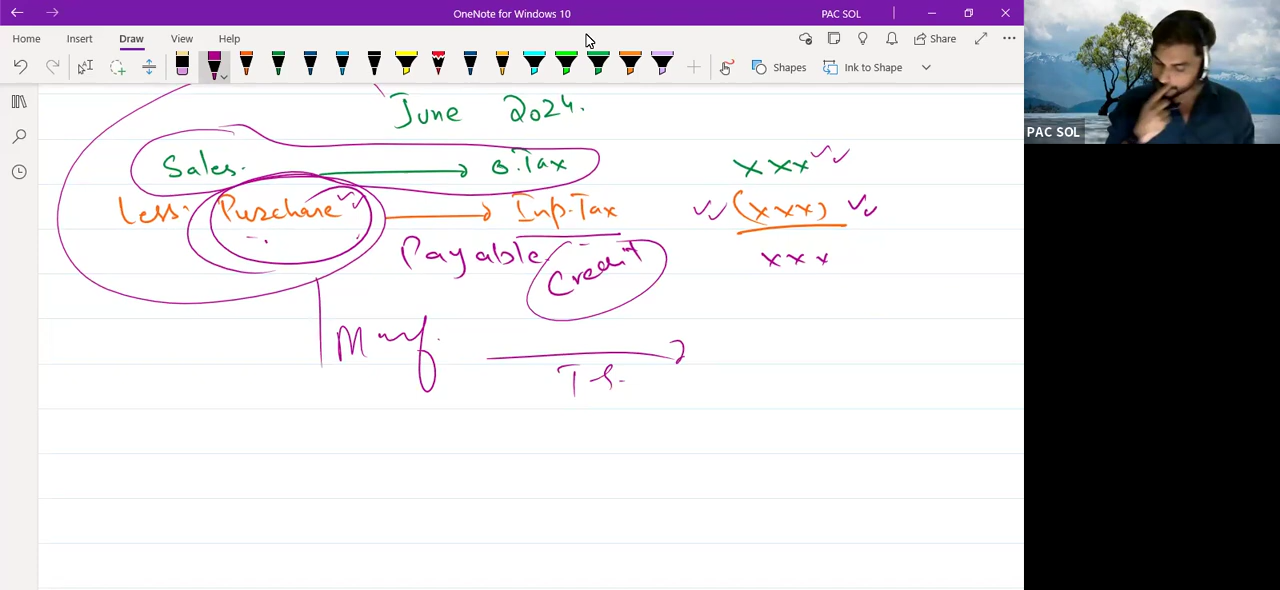 OneNote for Windows 10
PAC SOL
Home Insert Draw View Help
Share
Shapes
Ink to Shape
June 2024.
Sales. O.Tax xxx
Less. Purchase Inp.Tax (xxx)
Payable. xxx
Credit
Manf.
PAC SOL